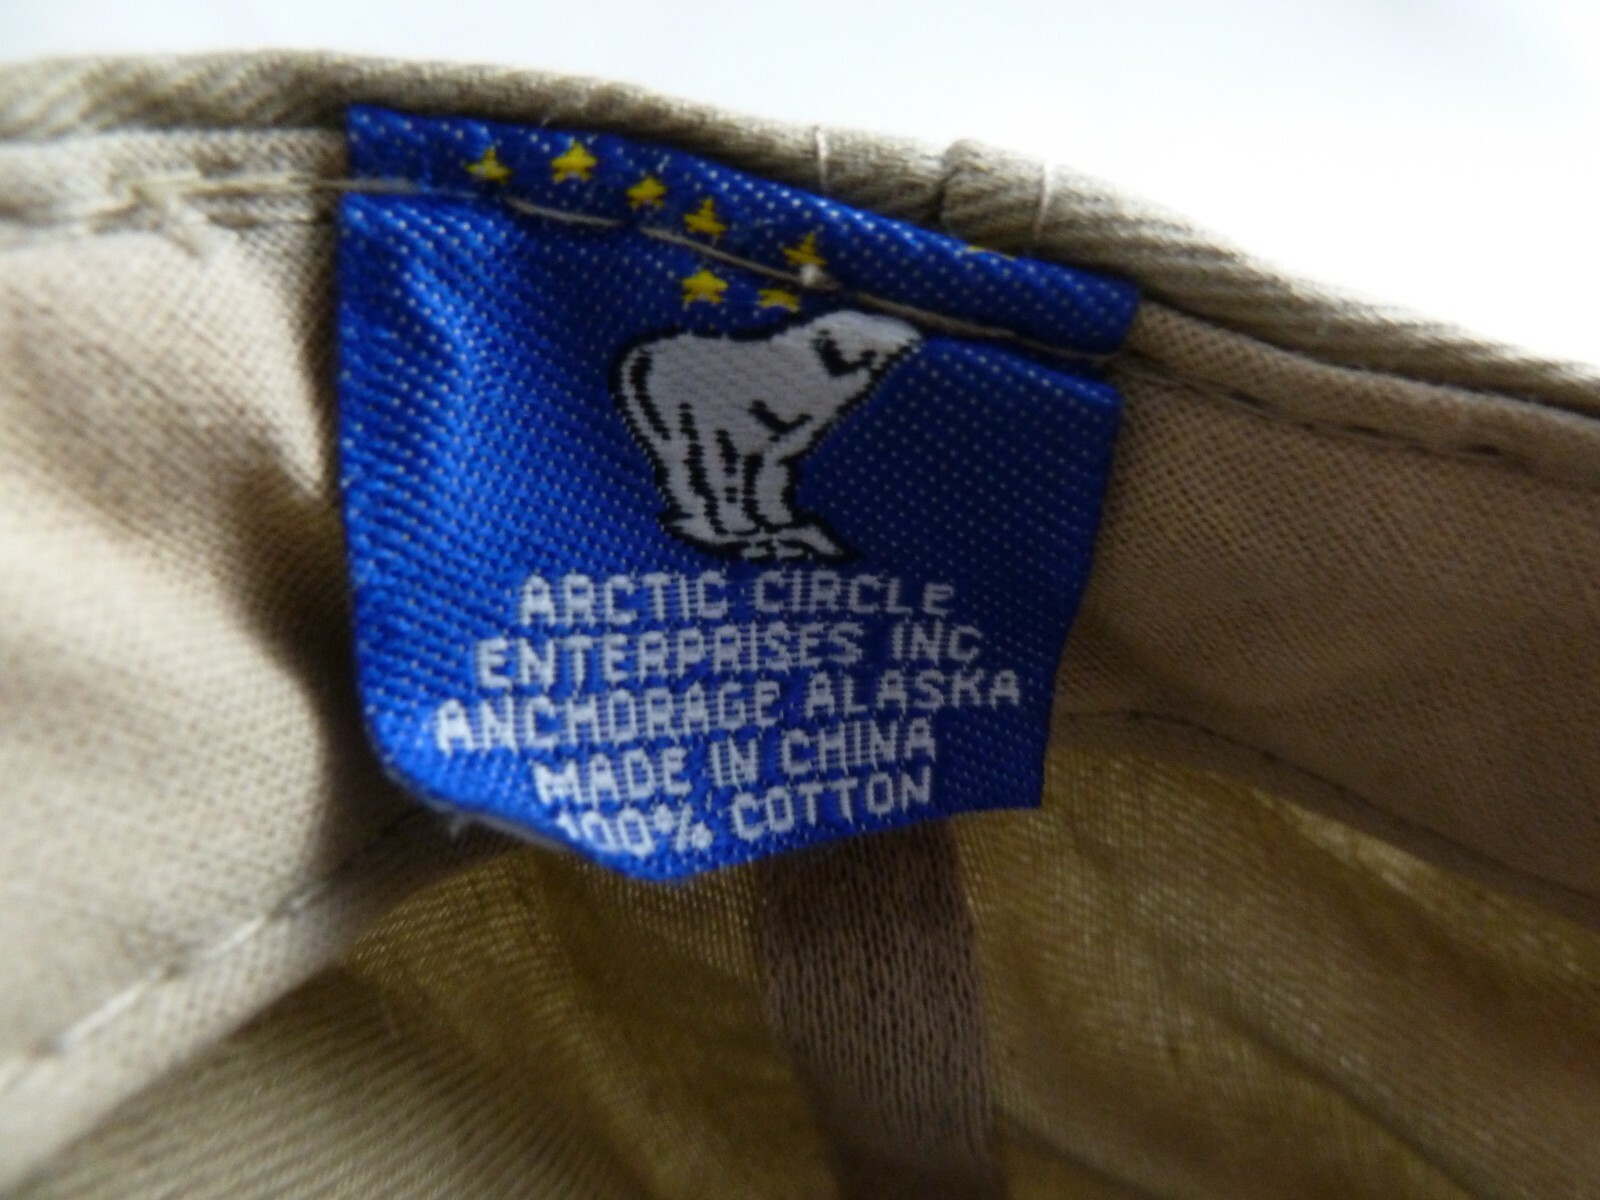 ARCTIC CIRCLE
ENTERPRISES INC
ANCHORAGE ALASKA
MADE IN CHINA
100% COTTON